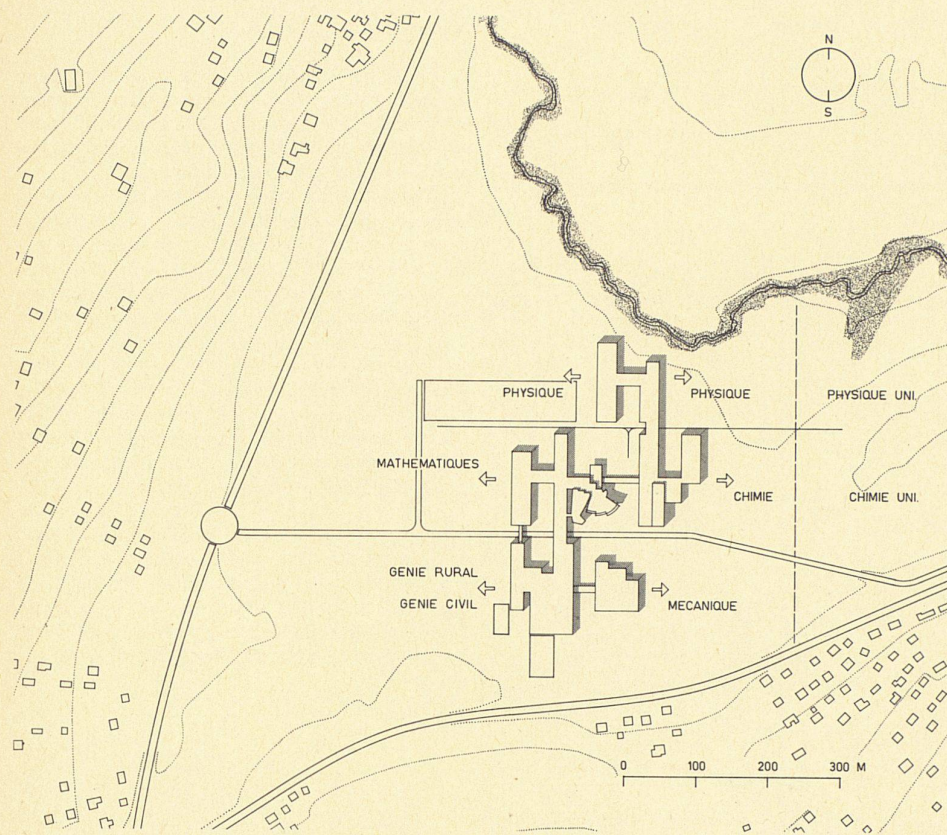 N
S
PHYSIQUE
PHYSIQUE
PHYSIQUE UNI.
MATHEMATIQUES
CHIMIE
CHIMIE UNI.
GENIE RURAL
GENIE CIVIL
MECANIQUE
0 100 200 300 M